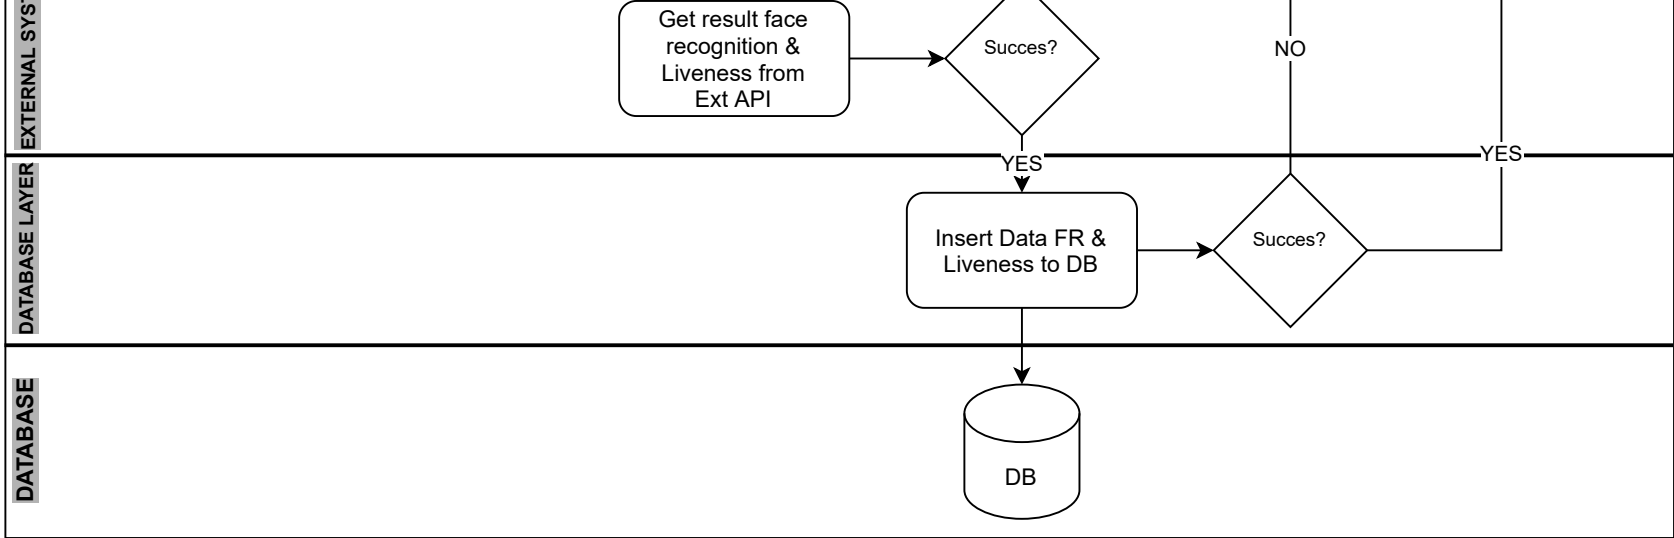 EXTERNAL SYS
Get result face
recognition &
Liveness from
Ext API
Succes?
NO
YES
YES
DATABASE LAYER
Insert Data FR &
Liveness to DB
Succes?
DATABASE
DB